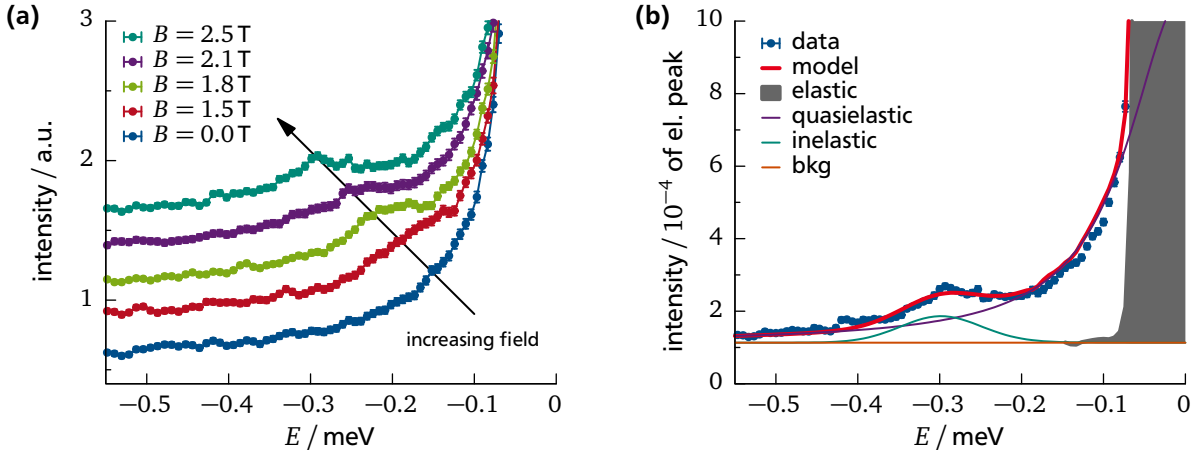 (a)
3
2
1
intensity / a.u.
B = 2.5 T
B = 2.1 T
B = 1.8 T
B = 1.5 T
B = 0.0 T
increasing field
−0.5 −0.4 −0.3 −0.2 −0.1 0
E / meV
(b)
10
8
6
4
2
0
intensity / 10⁻⁴ of el. peak
data
model
elastic
quasielastic
inelastic
bkg
−0.5 −0.4 −0.3 −0.2 −0.1 0
E / meV